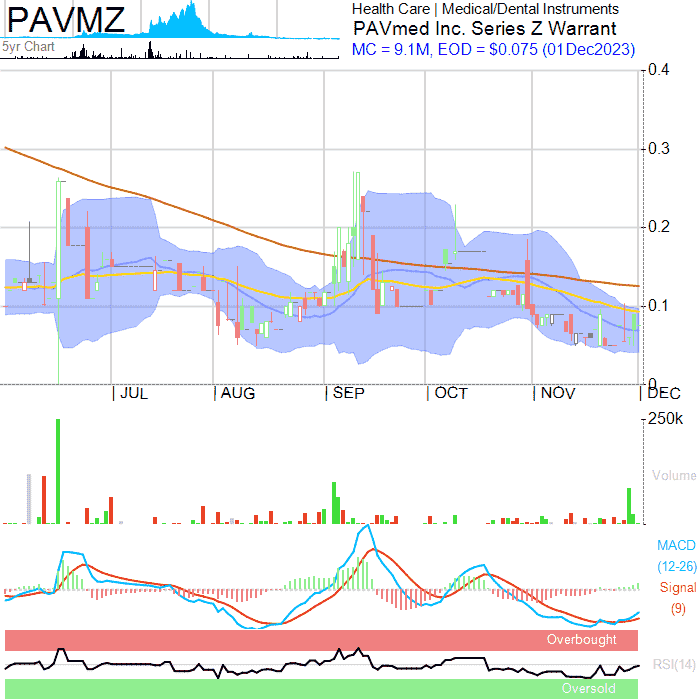 PAVMZ
5yr Chart
Health Care | Medical/Dental Instruments
PAVmed Inc. Series Z Warrant
MC = 9.1M, EOD = $0.075 (01Dec2023)
0.4
0.3
0.2
0.1
0
JUL
AUG
SEP
OCT
NOV
DEC
250k
Volume
MACD
(12-26)
Signal
(9)
Overbought
RSI(14)
Oversold